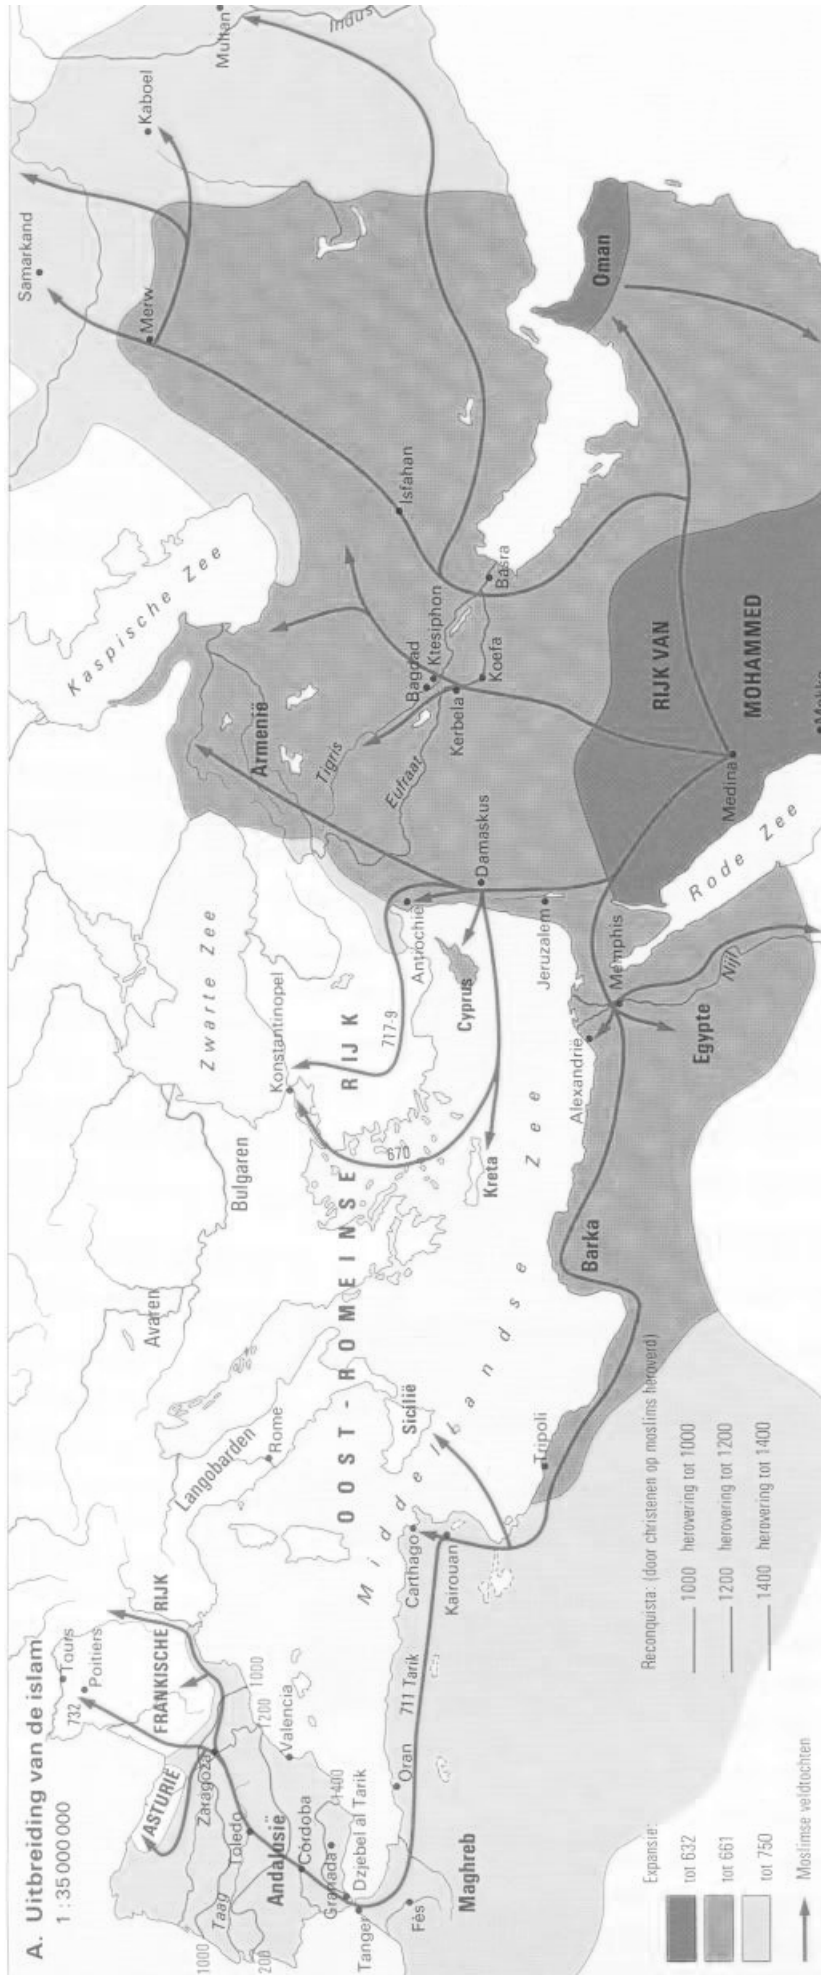 A. Uitbreiding van de islam
1 : 35 000 000
Tours
Poitiers
732
FRANKISCHE RIJK
ASTURIË
Zaragoza
1000
1200
Valencia
Toledo
Taag
1000
200
Andalusië
Córdoba
Granada
1400
Dzjebel al Tarik
Tanger
Fès
Maghreb
Oran
711 Tarik
Carthago
Kairouan
Tripoli
Langobarden
Rome
Sicilië
Avaren
Bulgaren
OOST-ROMEINSE RIJK
Middellandse Zee
Konstantinopel
Zwarte Zee
670
717-9
Kreta
Cyprus
Barka
Alexandrië
Memphis
Egypte
Nijl
Jeruzalem
Antiochië
Damaskus
Rode Zee
Medina
Mekka
RIJK VAN
MOHAMMED
Armenië
Tigris
Eufraat
Bagdad
Ktesiphon
Kerbela
Koefa
Basra
Kaspische Zee
Isfahan
Merw
Samarkand
Kaboel
Multan
Indus
Oman
Expansie:
tot 632
tot 661
tot 750
Moslimse veldtochten
Reconquista: (door christenen op moslims heroverd)
1000 herovering tot 1000
1200 herovering tot 1200
1400 herovering tot 1400